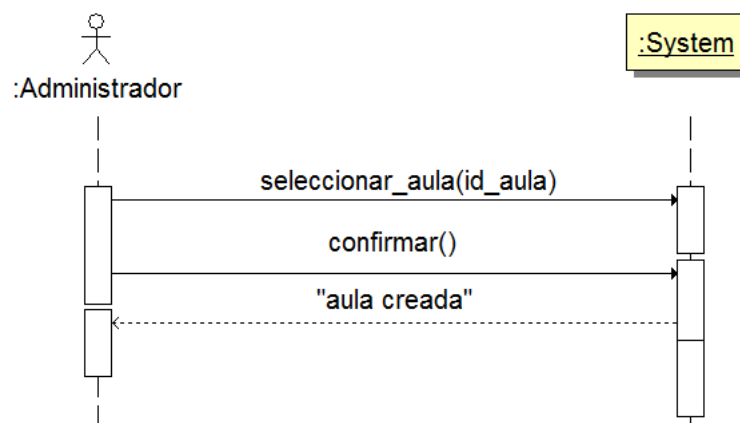 :Administrador
:System
seleccionar_aula(id_aula)
confirmar()
"aula creada"